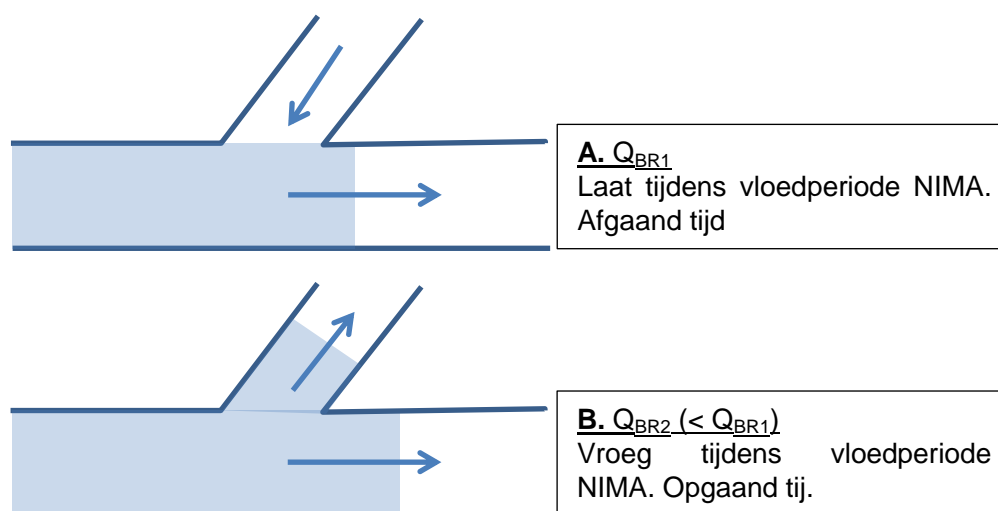 A. QBR1
Laat tijdens vloedperiode NIMA.
Afgaand tijd
B. QBR2 (< QBR1)
Vroeg tijdens vloedperiode
NIMA. Opgaand tij.